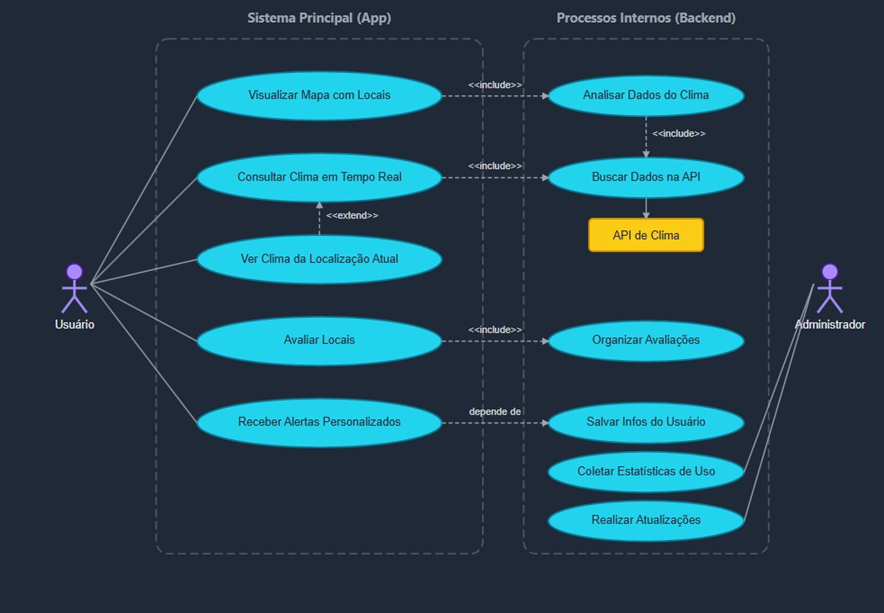 Sistema Principal (App)
Processos Internos (Backend)
Visualizar Mapa com Locais
<<include>>
Analisar Dados do Clima
<<include>>
Consultar Clima em Tempo Real
<<include>>
Buscar Dados na API
<<extend>>
API de Clima
Ver Clima da Localização Atual
Usuário
Administrador
Avaliar Locais
<<include>>
Organizar Avaliações
Receber Alertas Personalizados
depende de
Salvar Infos do Usuário
Coletar Estatísticas de Uso
Realizar Atualizações